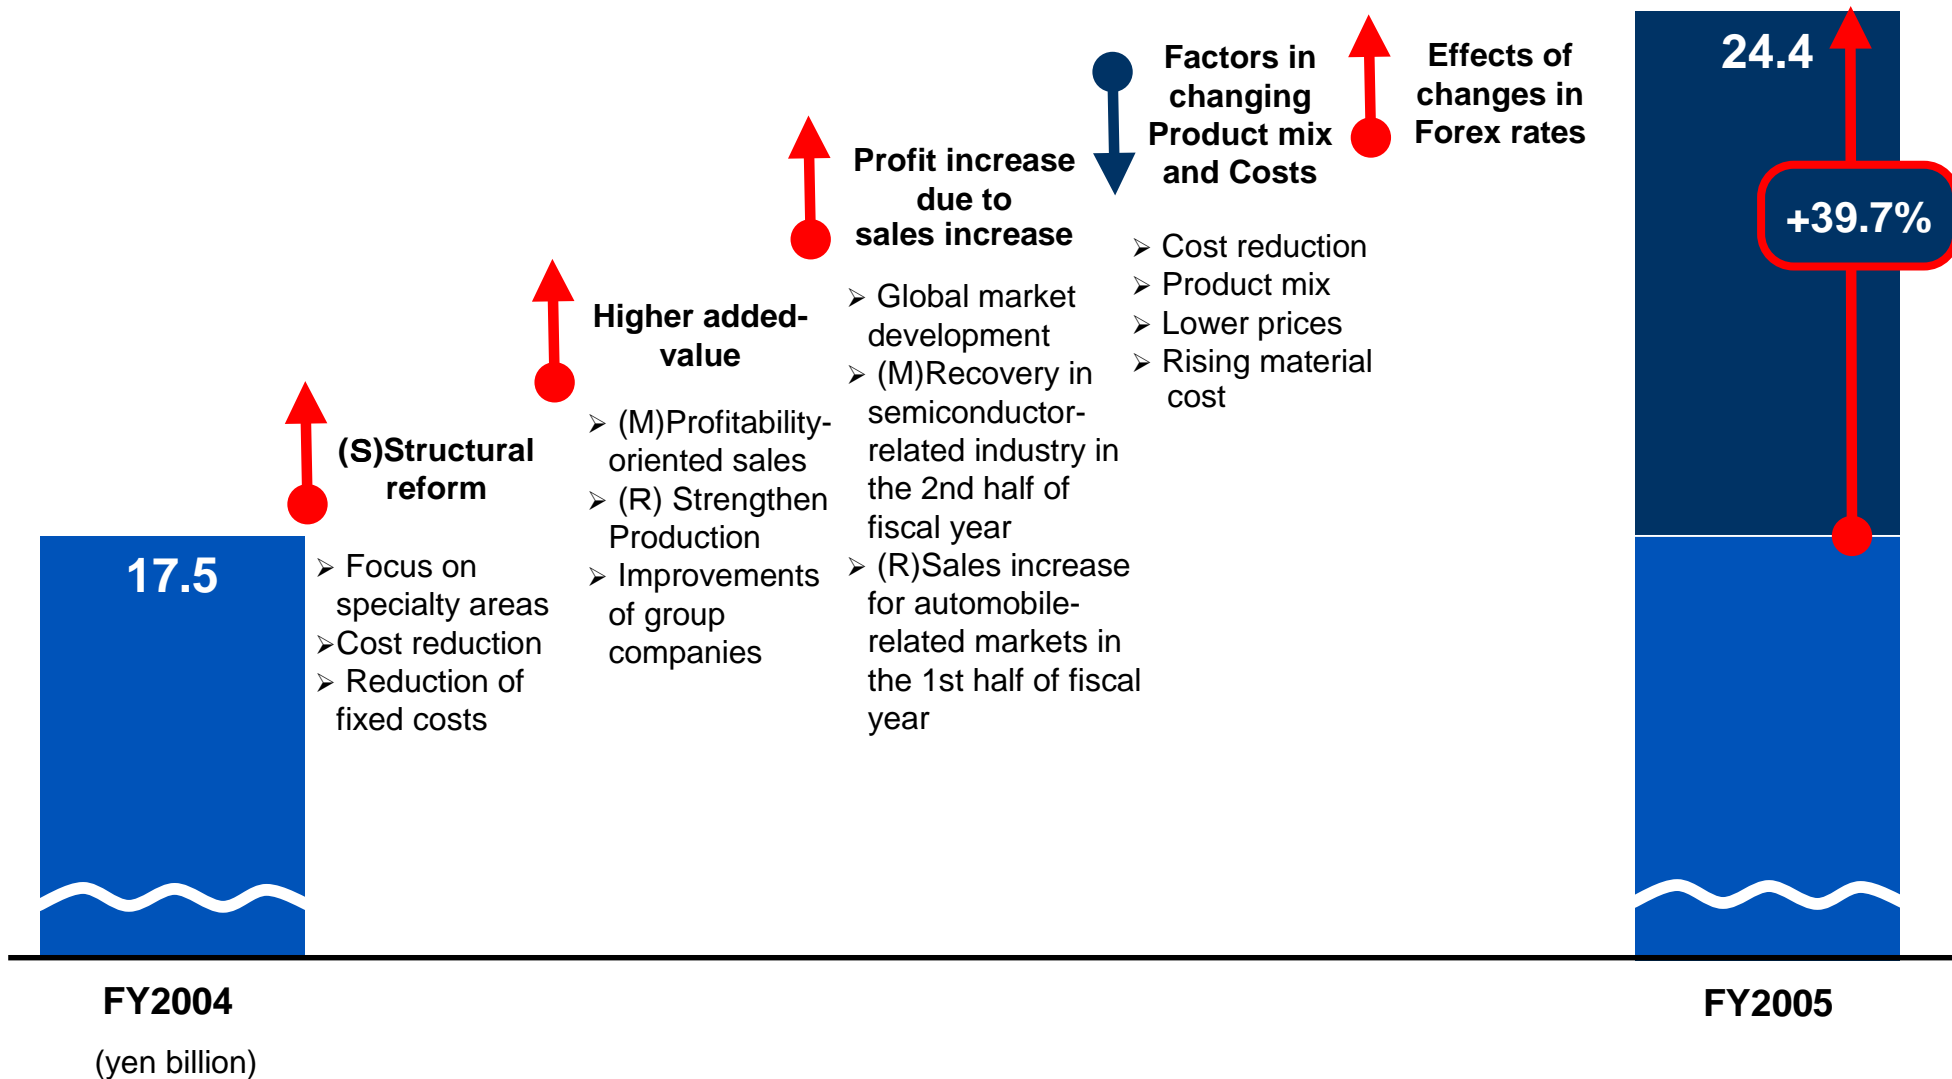 17.5
FY2004
(yen billion)
(S)Structural
reform
➢ Focus on
specialty areas
➢Cost reduction
➢ Reduction of
fixed costs
Higher added-
value
➢ (M)Profitability-
oriented sales
➢ (R) Strengthen
Production
➢ Improvements
of group
companies
Profit increase
due to
sales increase
➢ Global market
development
➢ (M)Recovery in
semiconductor-
related industry in
the 2nd half of
fiscal year
➢ (R)Sales increase
for automobile-
related markets in
the 1st half of fiscal
year
Factors in
changing
Product mix
and Costs
➢ Cost reduction
➢ Product mix
➢ Lower prices
➢ Rising material
cost
Effects of
changes in
Forex rates
24.4
+39.7%
FY2005